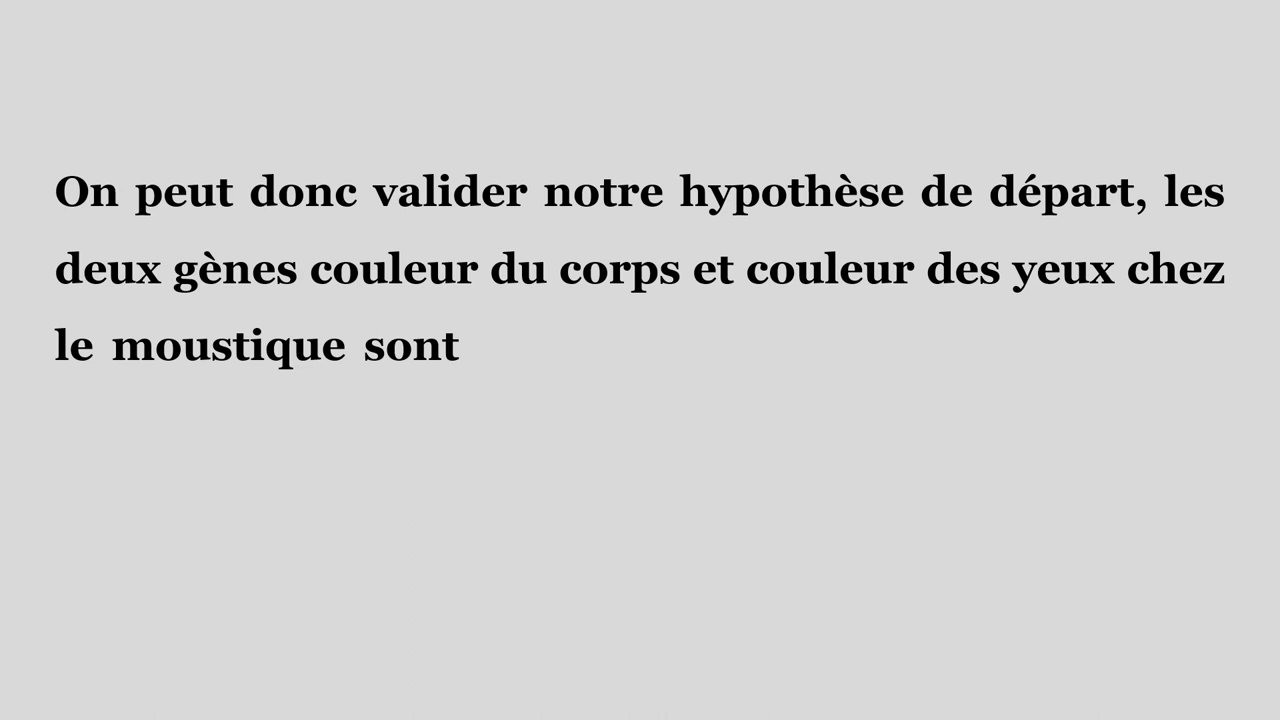 On peut donc valider notre hypothèse de départ, les
deux gènes couleur du corps et couleur des yeux chez
le moustique sont